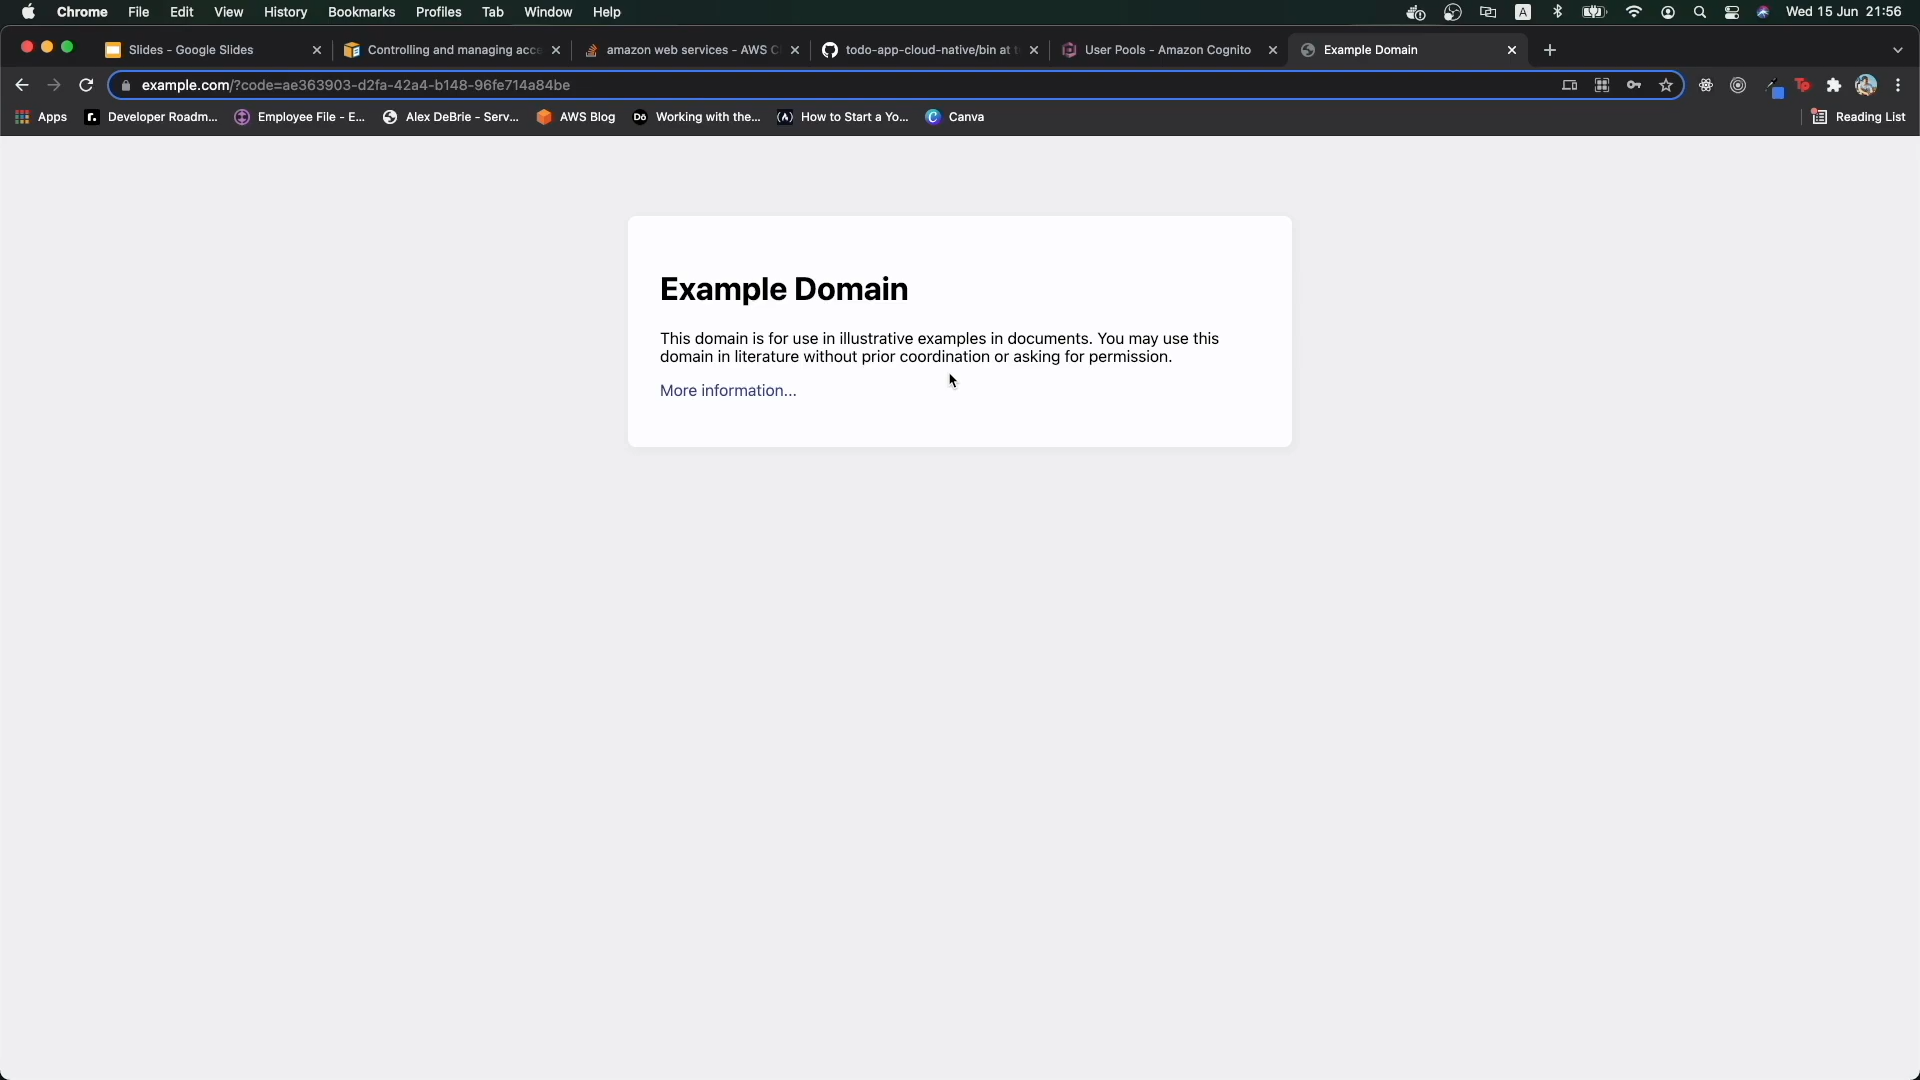 Chrome File Edit View History Bookmarks Profiles Tab Window Help A Wed 15 Jun 21:56
Slides - Google Slides Controlling and managing acce amazon web services - AWS C todo-app-cloud-native/bin at t User Pools - Amazon Cognito Example Domain
example.com/?code=ae363903-d2fa-42a4-b148-96fe714a84be
Apps Developer Roadm... Employee File - E... Alex DeBrie - Serv... AWS Blog Working with the... How to Start a Yo... Canva Reading List
Example Domain
This domain is for use in illustrative examples in documents. You may use this
domain in literature without prior coordination or asking for permission.
More information...